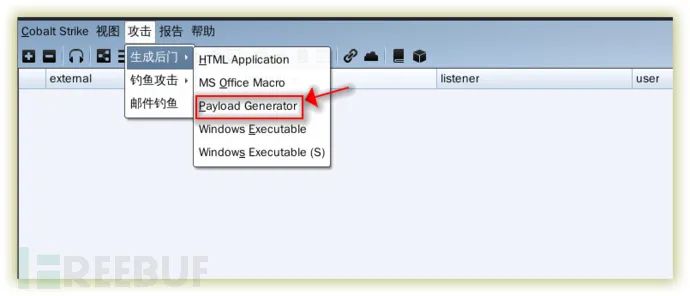 Cobalt Strike 视图 攻击 报告 帮助
生成后门 HTML Application
钓鱼攻击 MS Office Macro
邮件钓鱼 Payload Generator
Windows Executable
Windows Executable (S)
external listener user
REEBUF